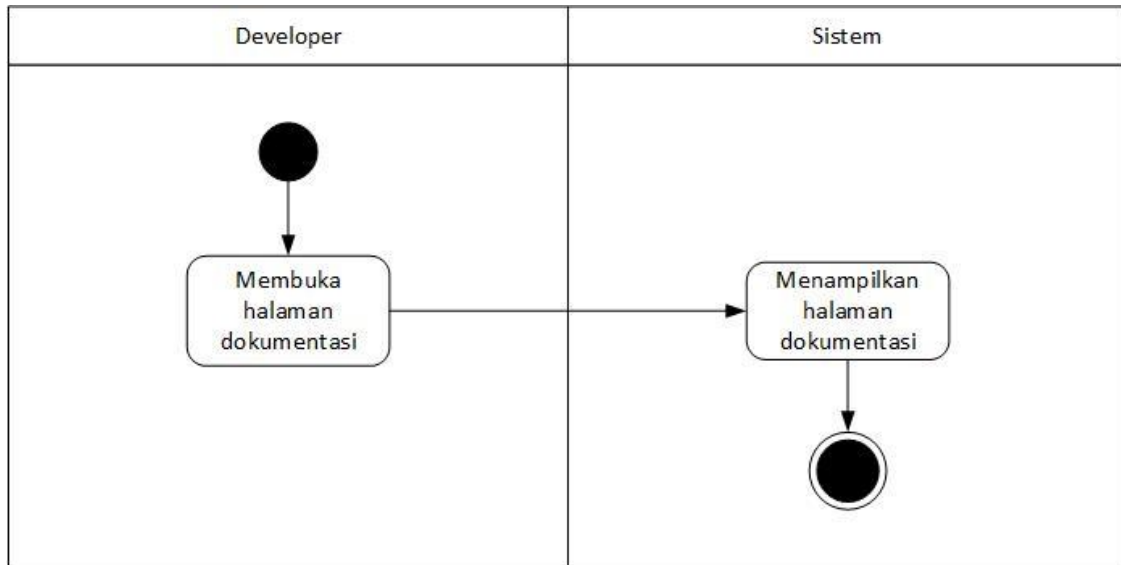 Developer
Sistem
Membuka
halaman
dokumentasi
Menampilkan
halaman
dokumentasi